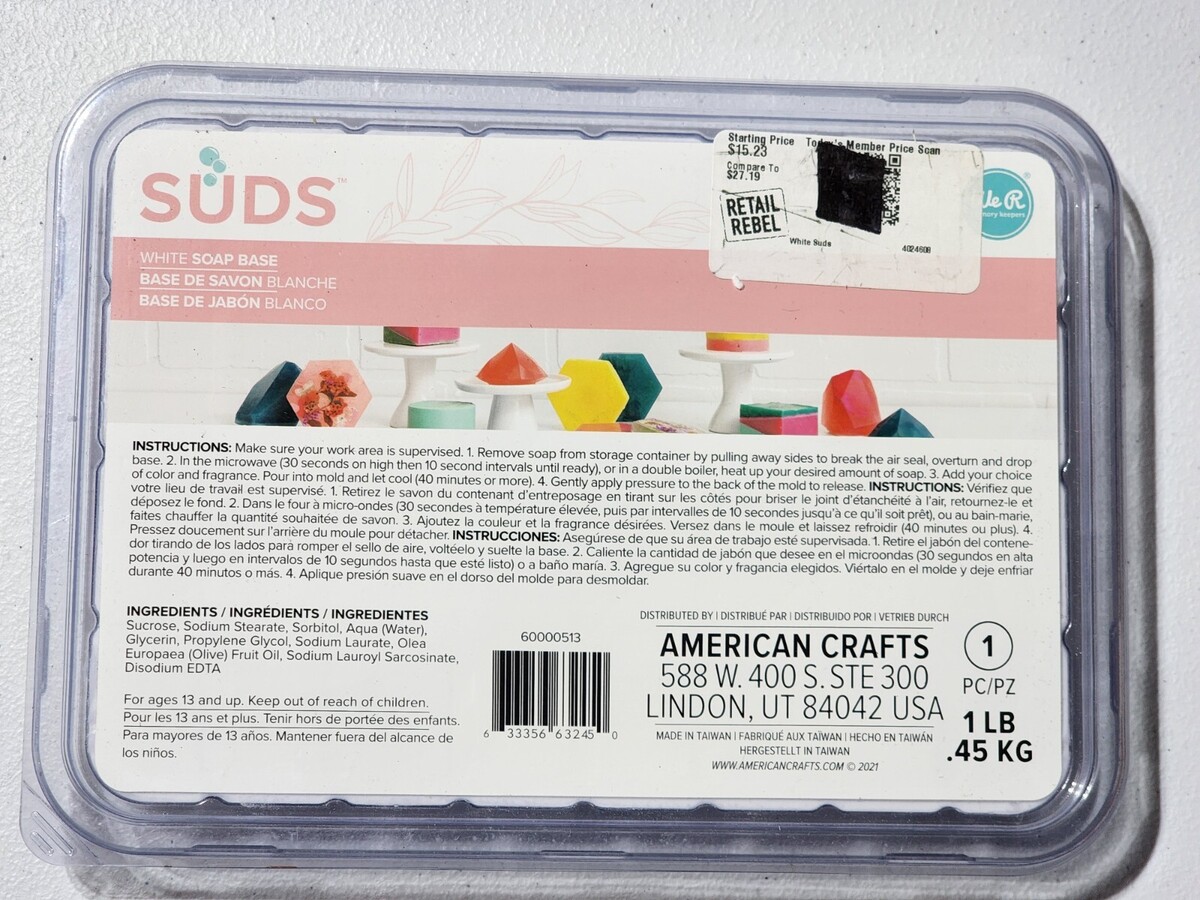 SUDS™
Starting Price
$15.23
Compare To
$27.19
Member Price Scan
RETAIL
REBEL
White Suds
4024608
R
keepers
WHITE SOAP BASE
BASE DE SAVON BLANCHE
BASE DE JABÓN BLANCO
INSTRUCTIONS: Make sure your work area is supervised. 1. Remove soap from storage container by pulling away sides to break the air seal, overturn and drop
base. 2. In the microwave (30 seconds on high then 10 second intervals until ready), or in a double boiler, heat up your desired amount of soap. 3. Add your choice
of color and fragrance. Pour into mold and let cool (40 minutes or more). 4. Gently apply pressure to the back of the mold to release. INSTRUCTIONS: Vérifiez que
votre lieu de travail est supervisé. 1. Retirez le savon du contenant d'entreposage en tirant sur les côtés pour briser le joint d'étanchéité à l'air, retournez-le et
déposez le fond. 2. Dans le four à micro-ondes (30 secondes à température élevée, puis par intervalles de 10 secondes jusqu'à ce qu'il soit prêt), ou au bain-marie,
faites chauffer la quantité souhaitée de savon. 3. Ajoutez la couleur et la fragrance désirées. Versez dans le moule et laissez refroidir (40 minutes ou plus). 4.
Pressez doucement sur l'arrière du moule pour détacher. INSTRUCCIONES: Asegúrese de que su área de trabajo esté supervisada. 1. Retire el jabón del contene-
dor tirando de los lados para romper el sello de aire, voltéelo y suelte la base. 2. Caliente la cantidad de jabón que desee en el microondas (30 segundos en alta
potencia y luego en intervalos de 10 segundos hasta que esté listo) o a baño maría. 3. Agregue su color y fragancia elegidos. Viértalo en el molde y deje enfriar
durante 40 minutos o más. 4. Aplique presión suave en el dorso del molde para desmoldar.
INGREDIENTS / INGRÉDIENTS / INGREDIENTES
Sucrose, Sodium Stearate, Sorbitol, Aqua (Water),
Glycerin, Propylene Glycol, Sodium Laurate, Olea
Europaea (Olive) Fruit Oil, Sodium Lauroyl Sarcosinate,
Disodium EDTA
For ages 13 and up. Keep out of reach of children.
Pour les 13 ans et plus. Tenir hors de portée des enfants.
Para mayores de 13 años. Mantener fuera del alcance de
los niños.
60000513
6 33356 63245 0
DISTRIBUTED BY | DISTRIBUÉ PAR | DISTRIBUIDO POR | VETRIEB DURCH
AMERICAN CRAFTS
588 W. 400 S. STE 300
LINDON, UT 84042 USA
MADE IN TAIWAN | FABRIQUÉ AUX TAÏWAN | HECHO EN TAIWÁN
HERGESTELLT IN TAIWAN
WWW.AMERICANCRAFTS.COM © 2021
1
PC/PZ
1 LB
.45 KG